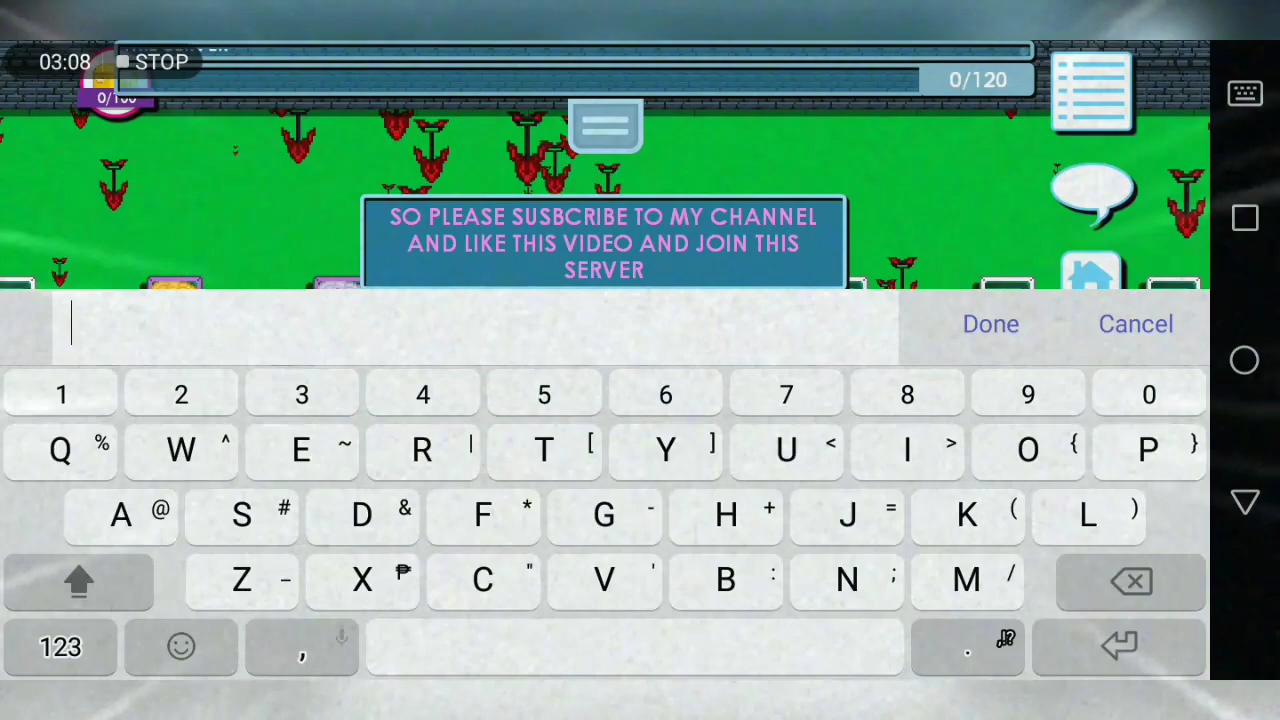 03:08 STOP
0/100
0/120
SO PLEASE SUSBCRIBE TO MY CHANNEL
AND LIKE THIS VIDEO AND JOIN THIS
SERVER
Done Cancel
1 2 3 4 5 6 7 8 9 0
Q % W ^ E ~ R | T [ Y ] U < I > O { P }
A @ S # D & F * G - H + J = K ( L )
Z _ X ₱ C " V ' B : N ; M /
123 , . !?